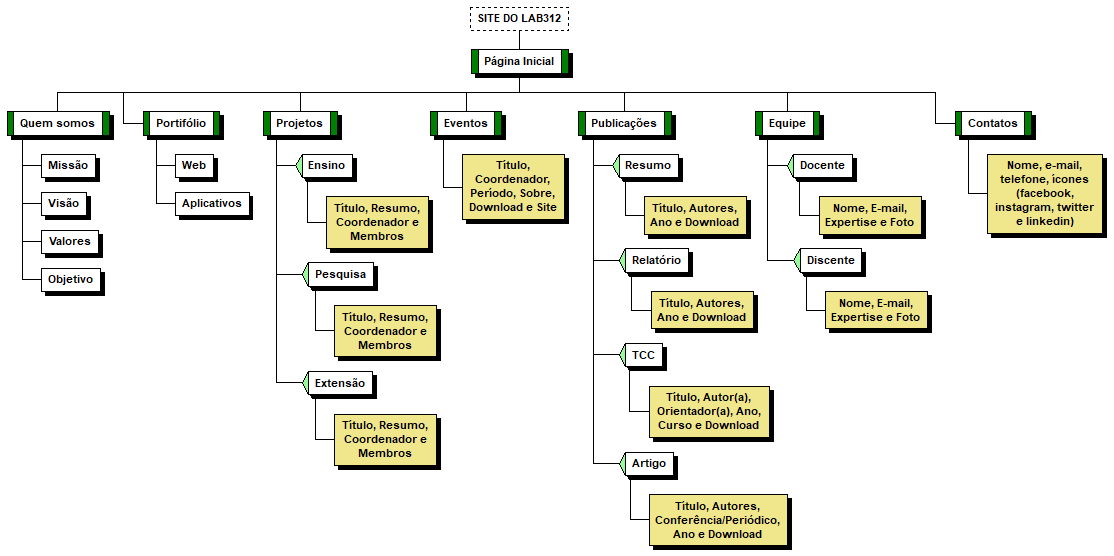 SITE DO LAB312
Página Inicial
Quem somos
Missão
Visão
Valores
Objetivo
Portifólio
Web
Aplicativos
Projetos
Ensino
Título, Resumo,
Coordenador e
Membros
Pesquisa
Título, Resumo,
Coordenador e
Membros
Extensão
Título, Resumo,
Coordenador e
Membros
Eventos
Título,
Coordenador,
Período, Sobre,
Download e Site
Publicações
Resumo
Título, Autores,
Ano e Download
Relatório
Título, Autores,
Ano e Download
TCC
Título, Autor(a),
Orientador(a), Ano,
Curso e Download
Artigo
Título, Autores,
Conferência/Periódico,
Ano e Download
Equipe
Docente
Nome, E-mail,
Expertise e Foto
Discente
Nome, E-mail,
Expertise e Foto
Contatos
Nome, e-mail,
telefone, ícones
(facebook,
instagram, twitter
e linkedin)